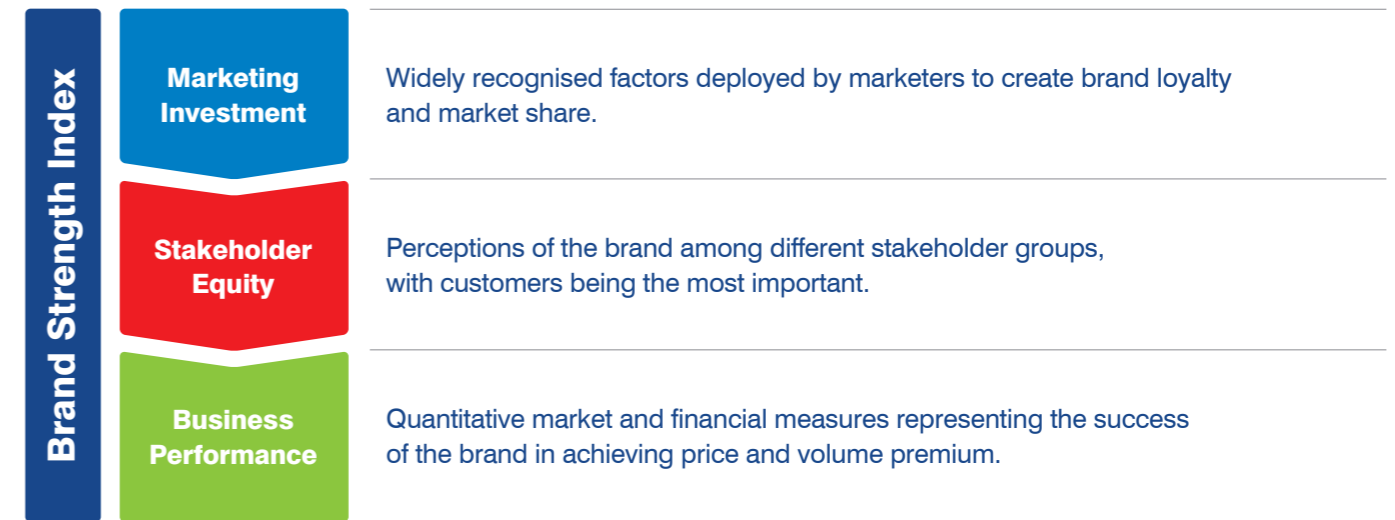 Brand Strength Index
Marketing
Investment
Widely recognised factors deployed by marketers to create brand loyalty
and market share.
Stakeholder
Equity
Perceptions of the brand among different stakeholder groups,
with customers being the most important.
Business
Performance
Quantitative market and financial measures representing the success
of the brand in achieving price and volume premium.